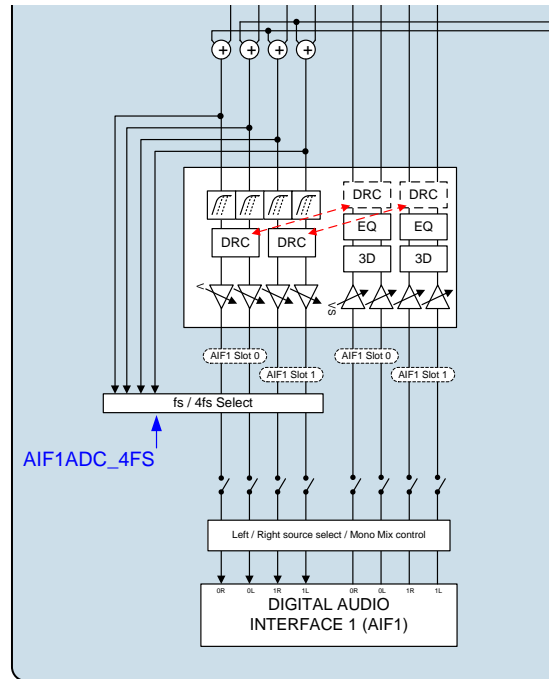 + + + +
DRC DRC
DRC DRC EQ EQ
3D 3D
V VS
AIF1 Slot 0 AIF1 Slot 0
AIF1 Slot 1 AIF1 Slot 1
fs / 4fs Select
AIF1ADC_4FS
Left / Right source select / Mono Mix control
0R 0L 1R 1L 0R 0L 1R 1L
DIGITAL AUDIO
INTERFACE 1 (AIF1)